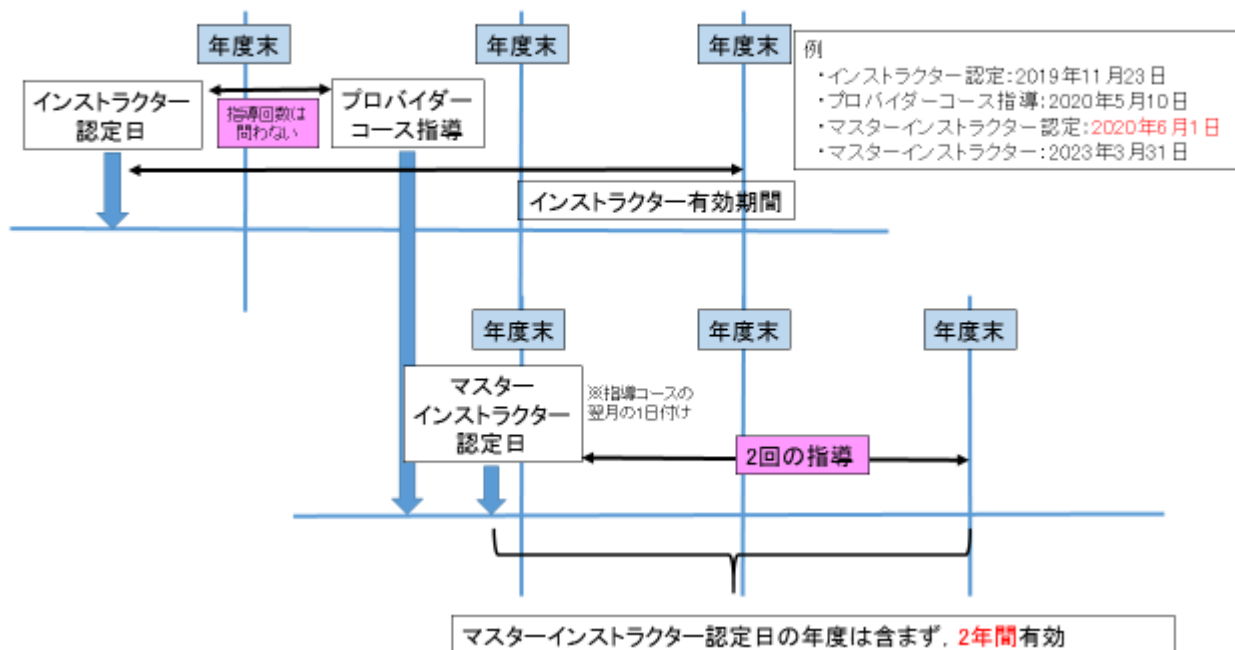 年度末
年度末
年度末
例
・インストラクター認定：2019年11月23日
・プロバイダーコース指導：2020年5月10日
・マスターインストラクター認定：2020年6月1日
・マスターインストラクター：2023年3月31日
インストラクター
認定日
指導回数は
問わない
プロバイダー
コース指導
インストラクター有効期間
年度末
年度末
年度末
マスター
インストラクター
認定日
※指導コースの
翌月の1日付け
2回の指導
マスターインストラクター認定日の年度は含まず，2年間有効